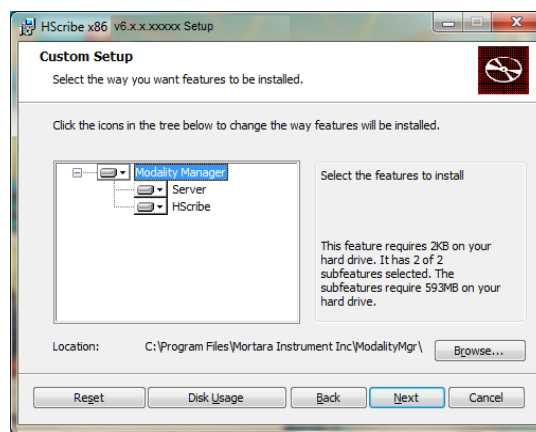 HScribe x86 v6.x.x.xxxxx Setup
Custom Setup
Select the way you want features to be installed.
Click the icons in the tree below to change the way features will be installed.
Modality Manager
Server
HScribe
Select the features to install
This feature requires 2KB on your
hard drive. It has 2 of 2
subfeatures selected. The
subfeatures require 593MB on your
hard drive.
Location: C:\Program Files\Mortara Instrument Inc\ModalityMgr\ Browse...
Reset Disk Usage Back Next Cancel